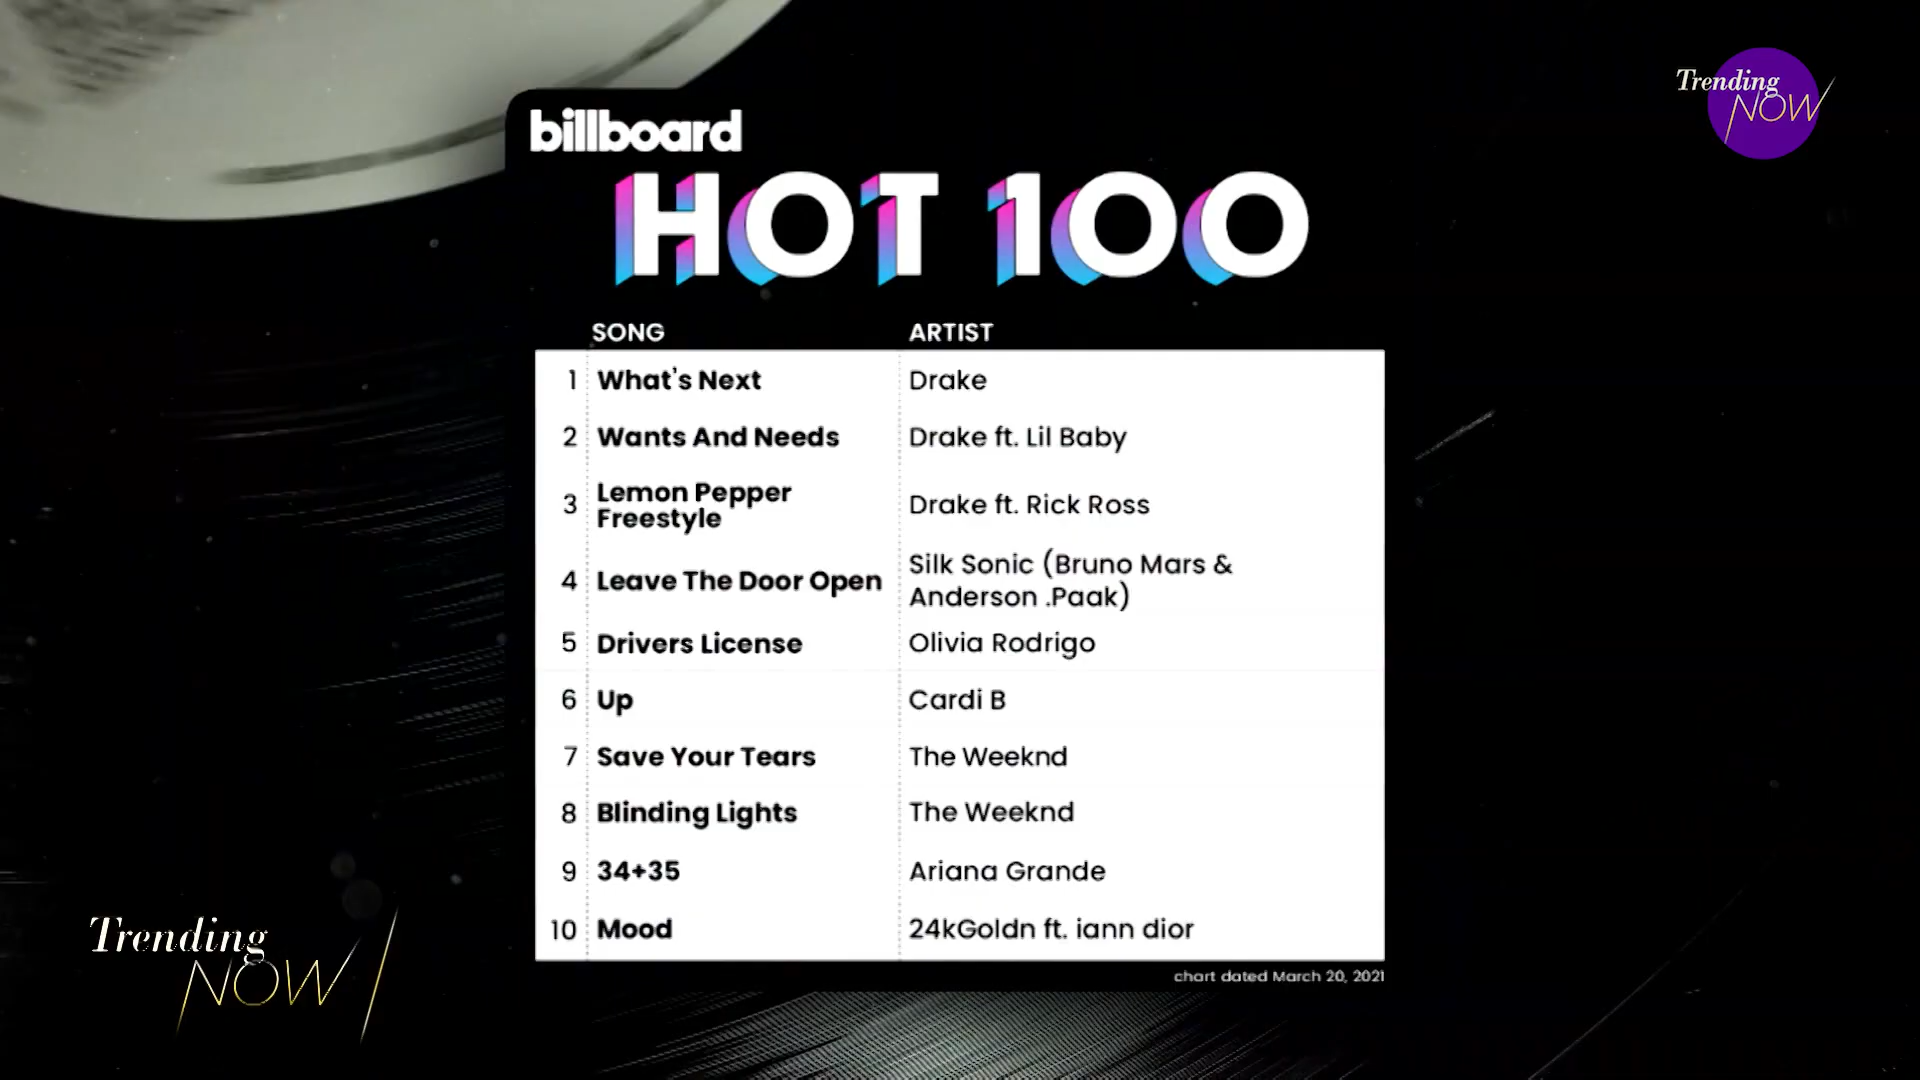 Trending
NOW
billboard
HOT 100
SONG ARTIST
1 What's Next Drake
2 Wants And Needs Drake ft. Lil Baby
3 Lemon Pepper
Freestyle Drake ft. Rick Ross
4 Leave The Door Open Silk Sonic (Bruno Mars &
Anderson .Paak)
5 Drivers License Olivia Rodrigo
6 Up Cardi B
7 Save Your Tears The Weeknd
8 Blinding Lights The Weeknd
9 34+35 Ariana Grande
10 Mood 24kGoldn ft. iann dior
chart dated March 20, 2021
Trending
NOW